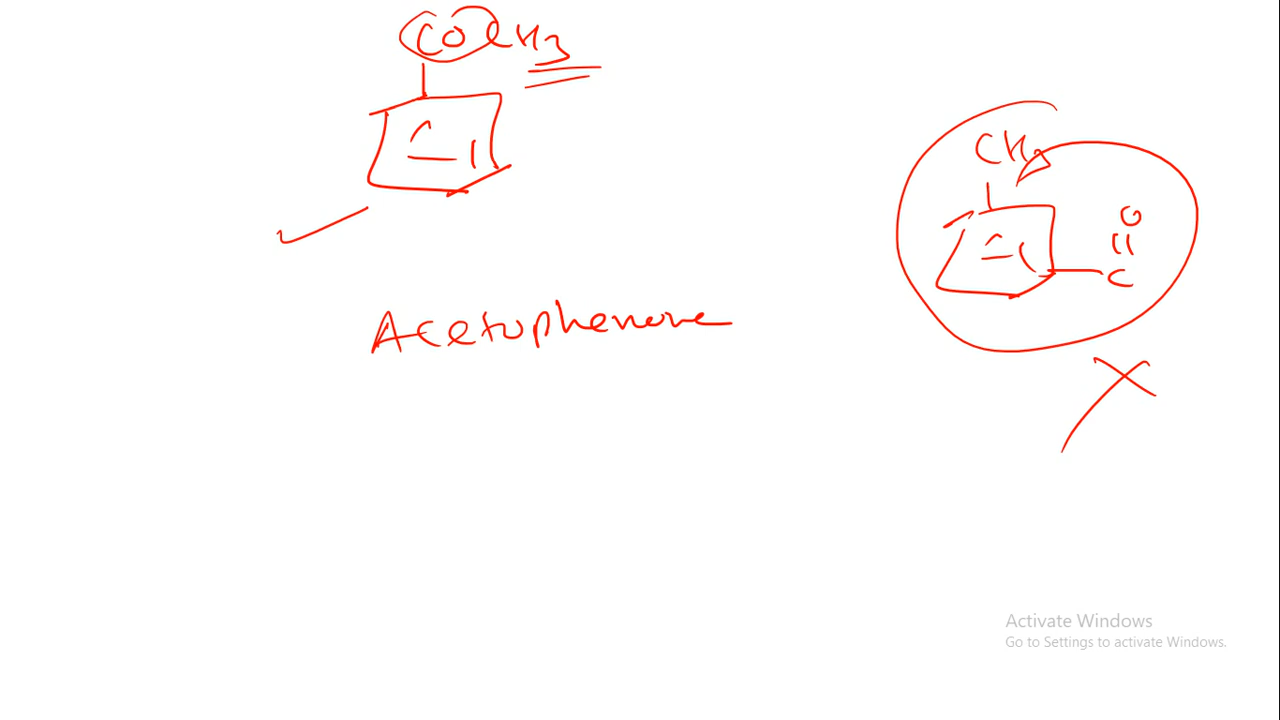 COCH3
CH3
O
C
Acetophenone
Activate Windows
Go to Settings to activate Windows.